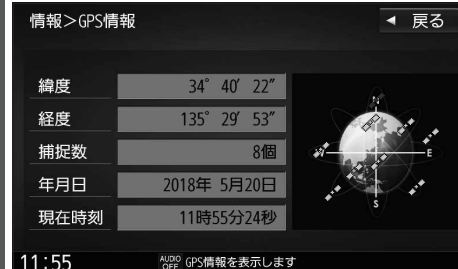 情報>GPS情報
◀ 戻る
緯度 34° 40′ 22″
経度 135° 29′ 53″
捕捉数 8個
年月日 2018年 5月20日
現在時刻 11時55分24秒
N
W
E
S
11:55 AUDIO OFF GPS情報を表示します